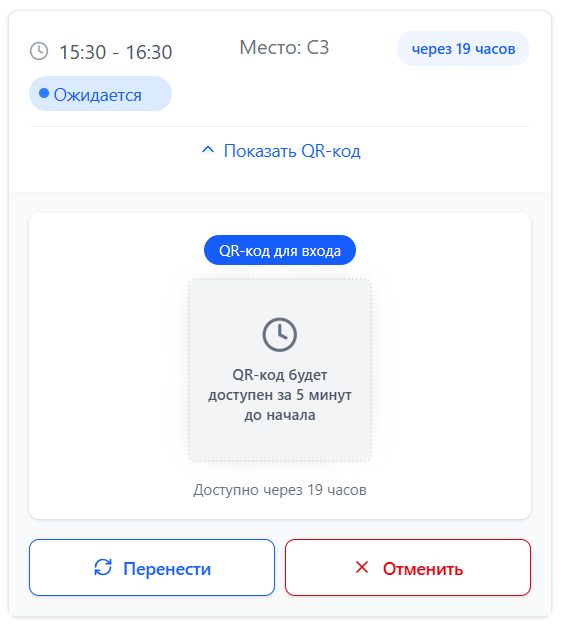 15:30 - 16:30
Место: C3
через 19 часов
Ожидается
Показать QR-код
QR-код для входа
QR-код будет
доступен за 5 минут
до начала
Доступно через 19 часов
Перенести
Отменить